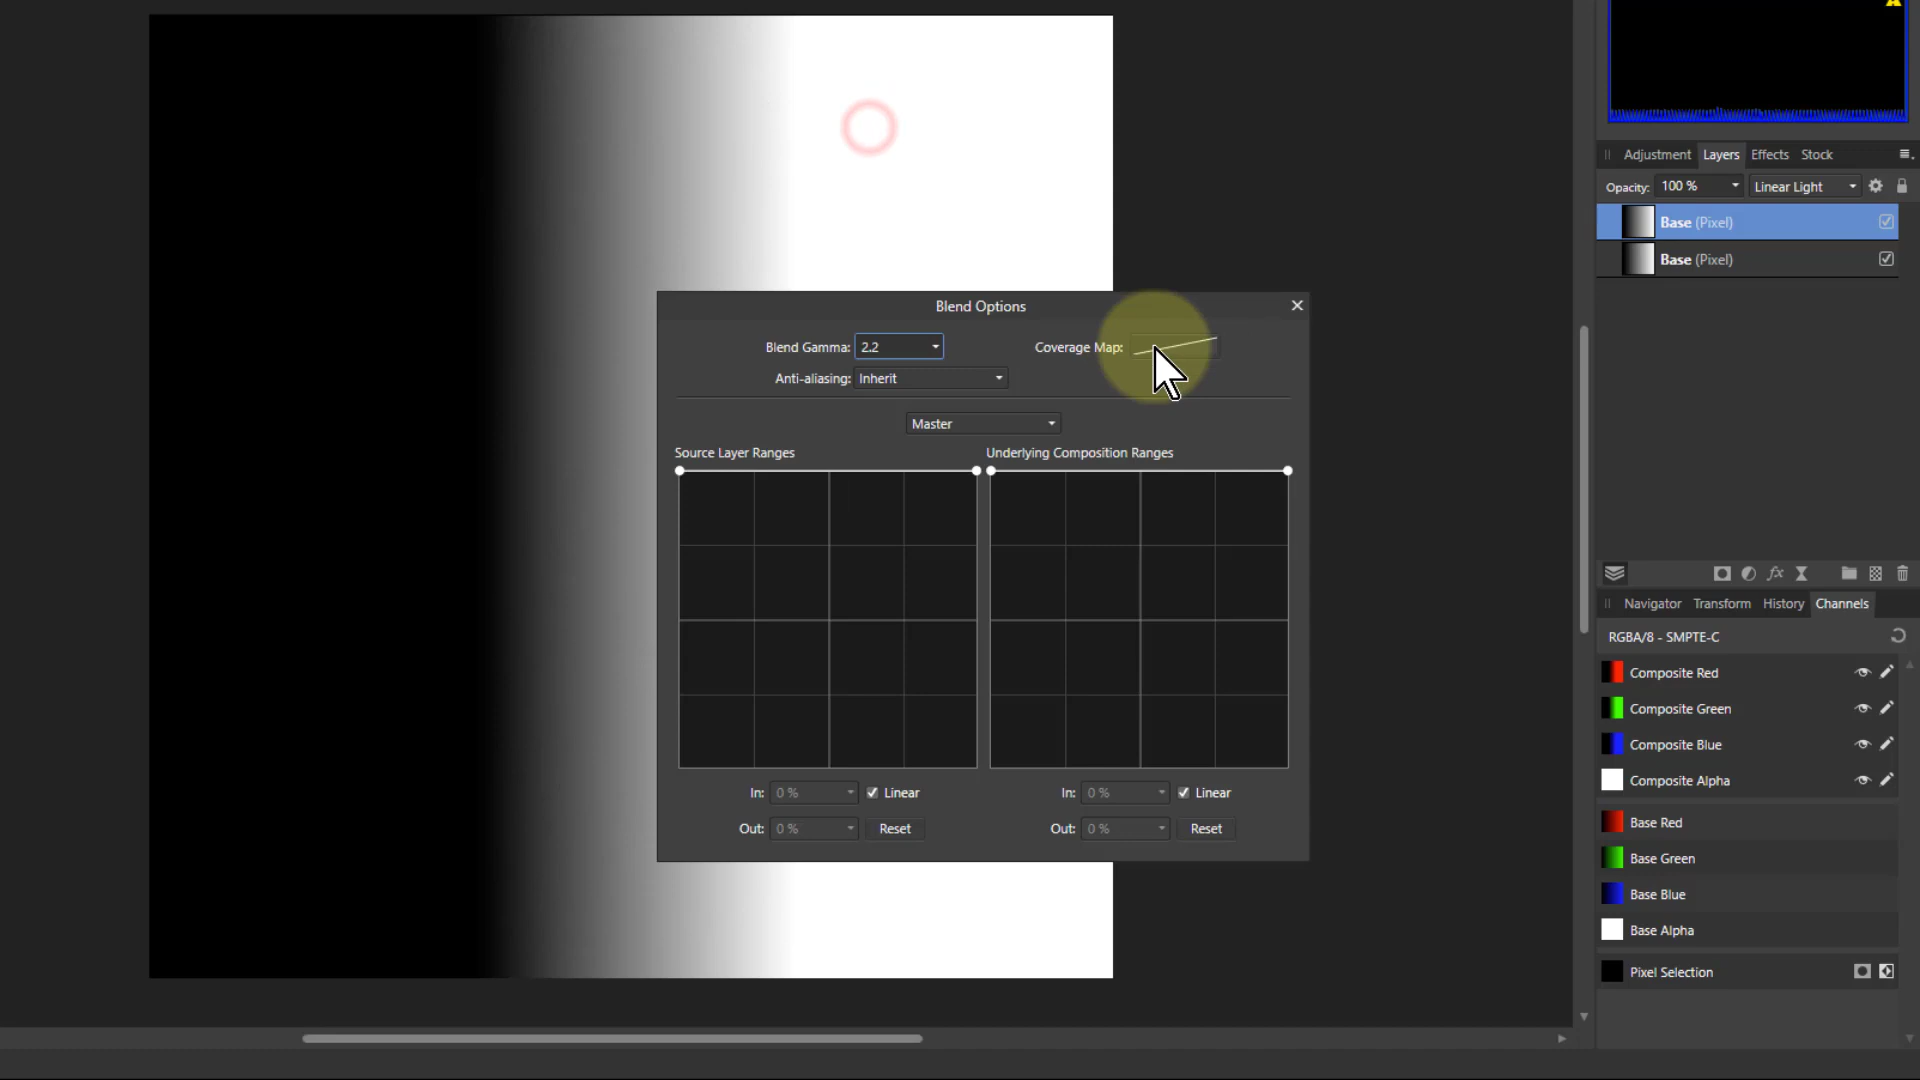 Adjustment Layers Effects Stock
Opacity: 100 % Linear Light
Base (Pixel)
Base (Pixel)
Blend Options
Blend Gamma: 2.2 Coverage Map:
Anti-aliasing: Inherit
Master
Source Layer Ranges Underlying Composition Ranges
In: 0 % Linear In: 0 % Linear
Out: 0 % Reset Out: 0 % Reset
fx
Navigator Transform History Channels
RGBA/8 - SMPTE-C
Composite Red
Composite Green
Composite Blue
Composite Alpha
Base Red
Base Green
Base Blue
Base Alpha
Pixel Selection